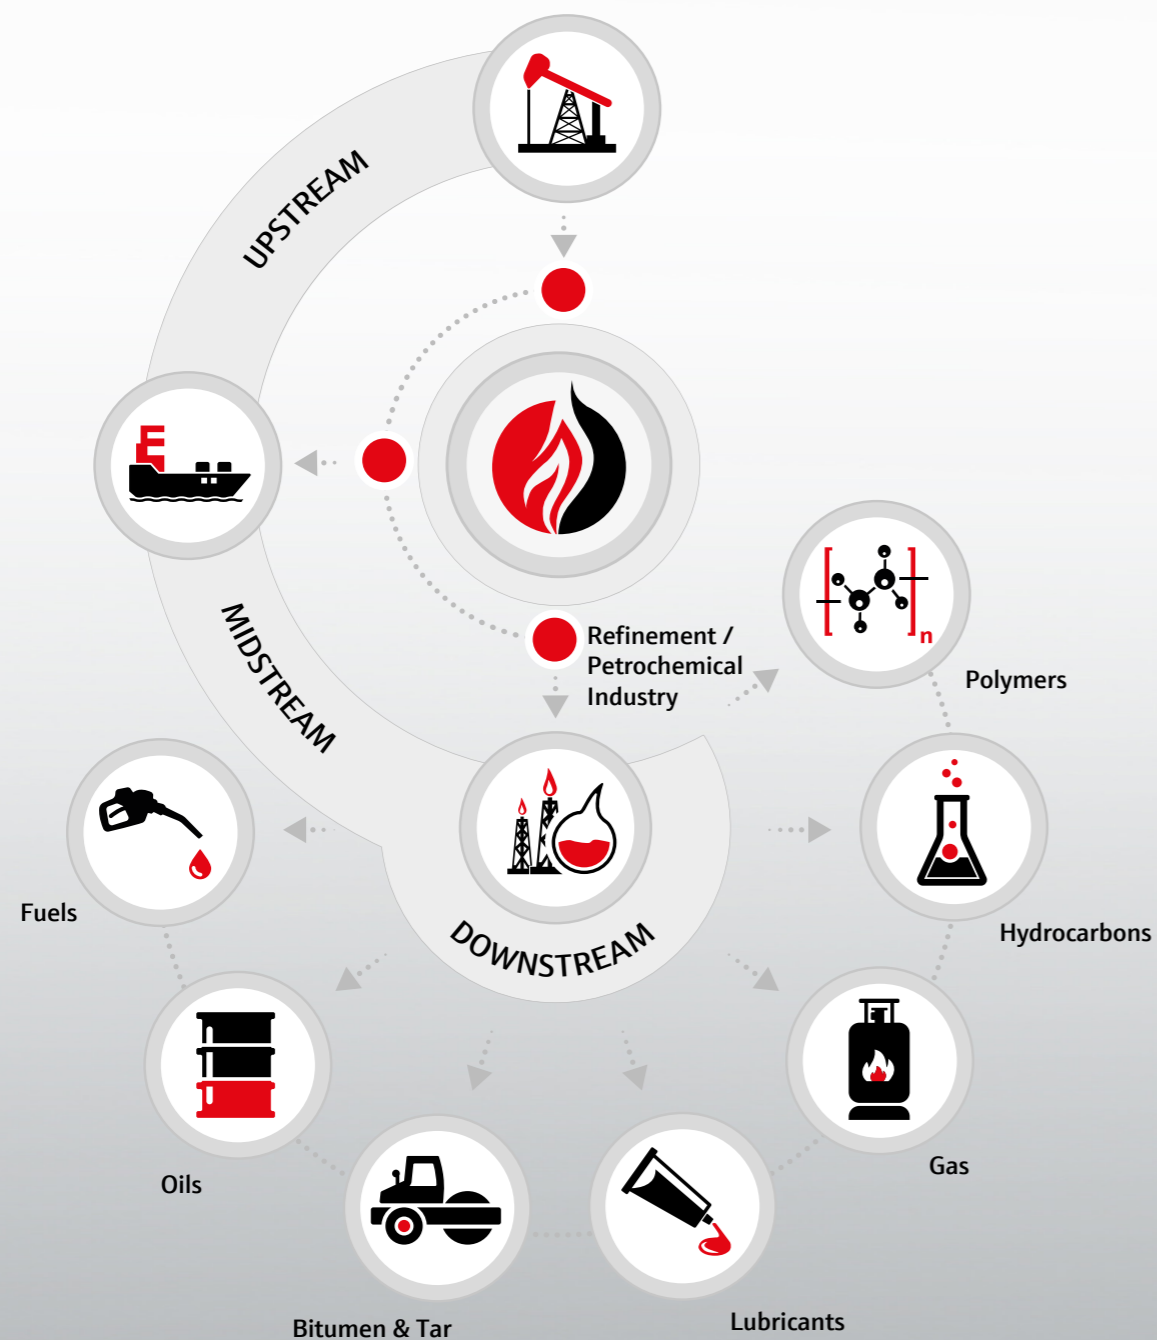 UPSTREAM
MIDSTREAM
Refinement /
Petrochemical
Industry
n
Polymers
Fuels
DOWNSTREAM
Hydrocarbons
Oils
Gas
Bitumen & Tar
Lubricants